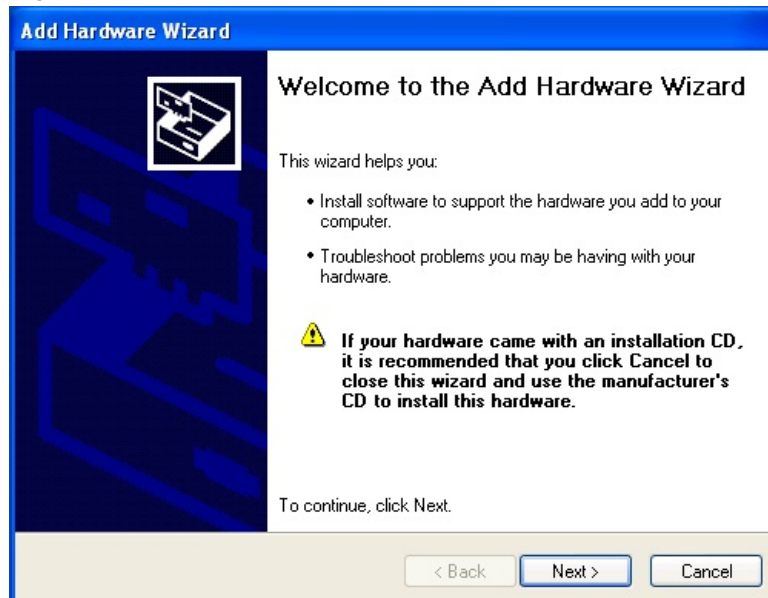 Add Hardware Wizard
Welcome to the Add Hardware Wizard
This wizard helps you:
• Install software to support the hardware you add to your
computer.
• Troubleshoot problems you may be having with your
hardware.
If your hardware came with an installation CD,
it is recommended that you click Cancel to
close this wizard and use the manufacturer's
CD to install this hardware.
To continue, click Next.
< Back Next > Cancel